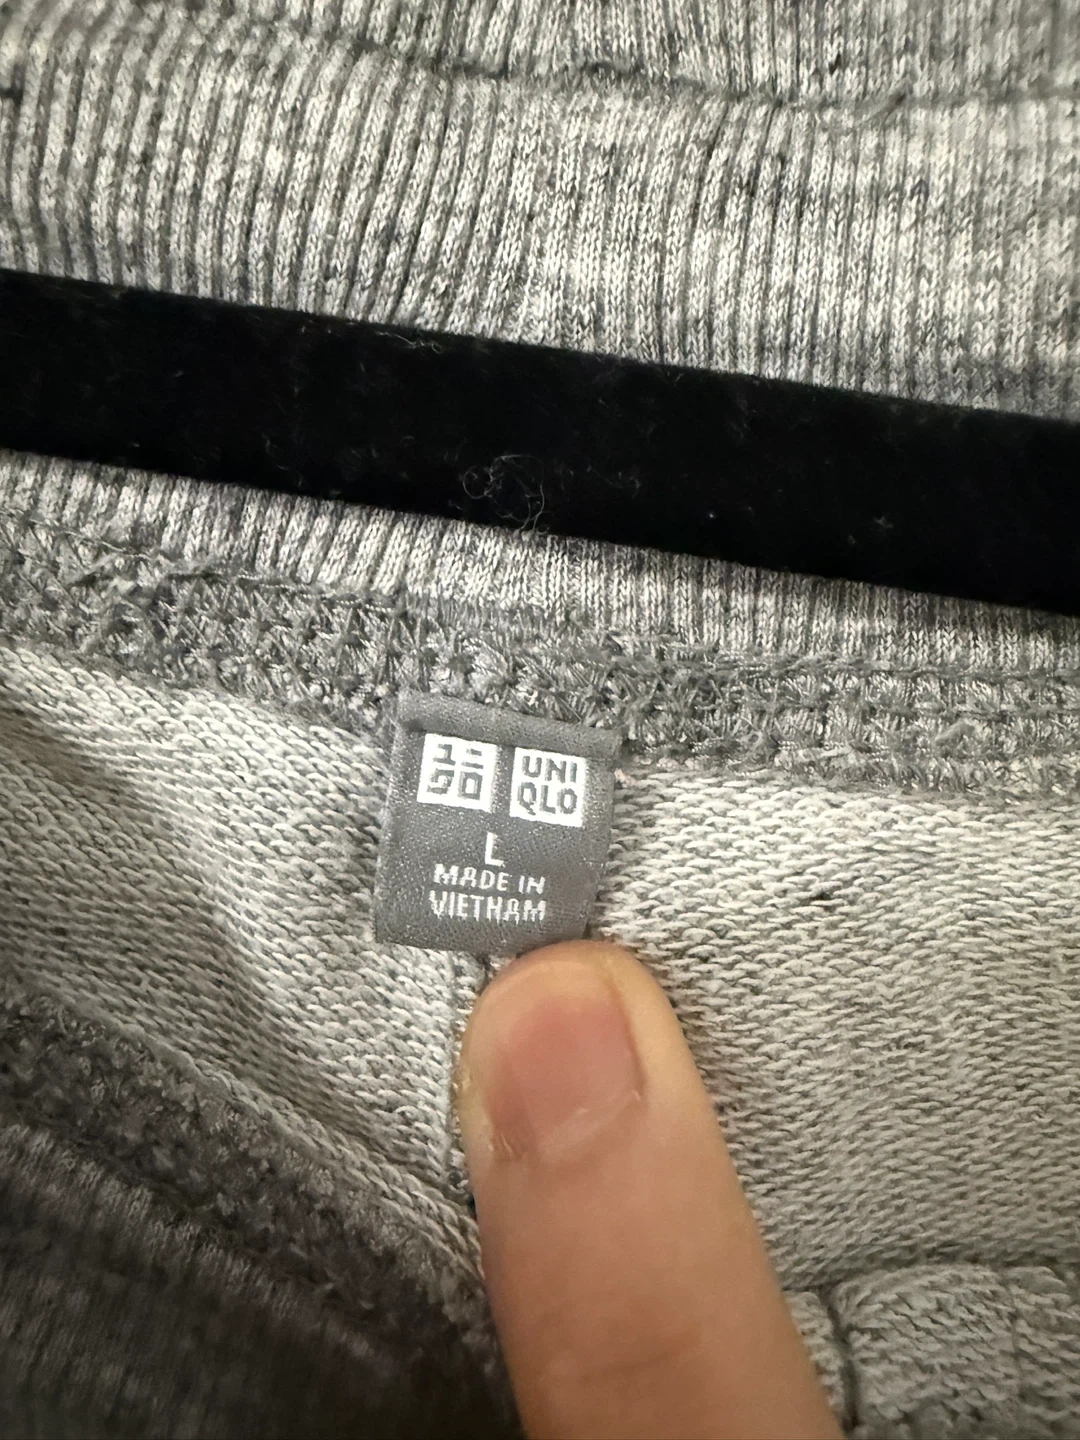 ユニ UNI
クロ QLO
L
MADE IN
VIETNAM